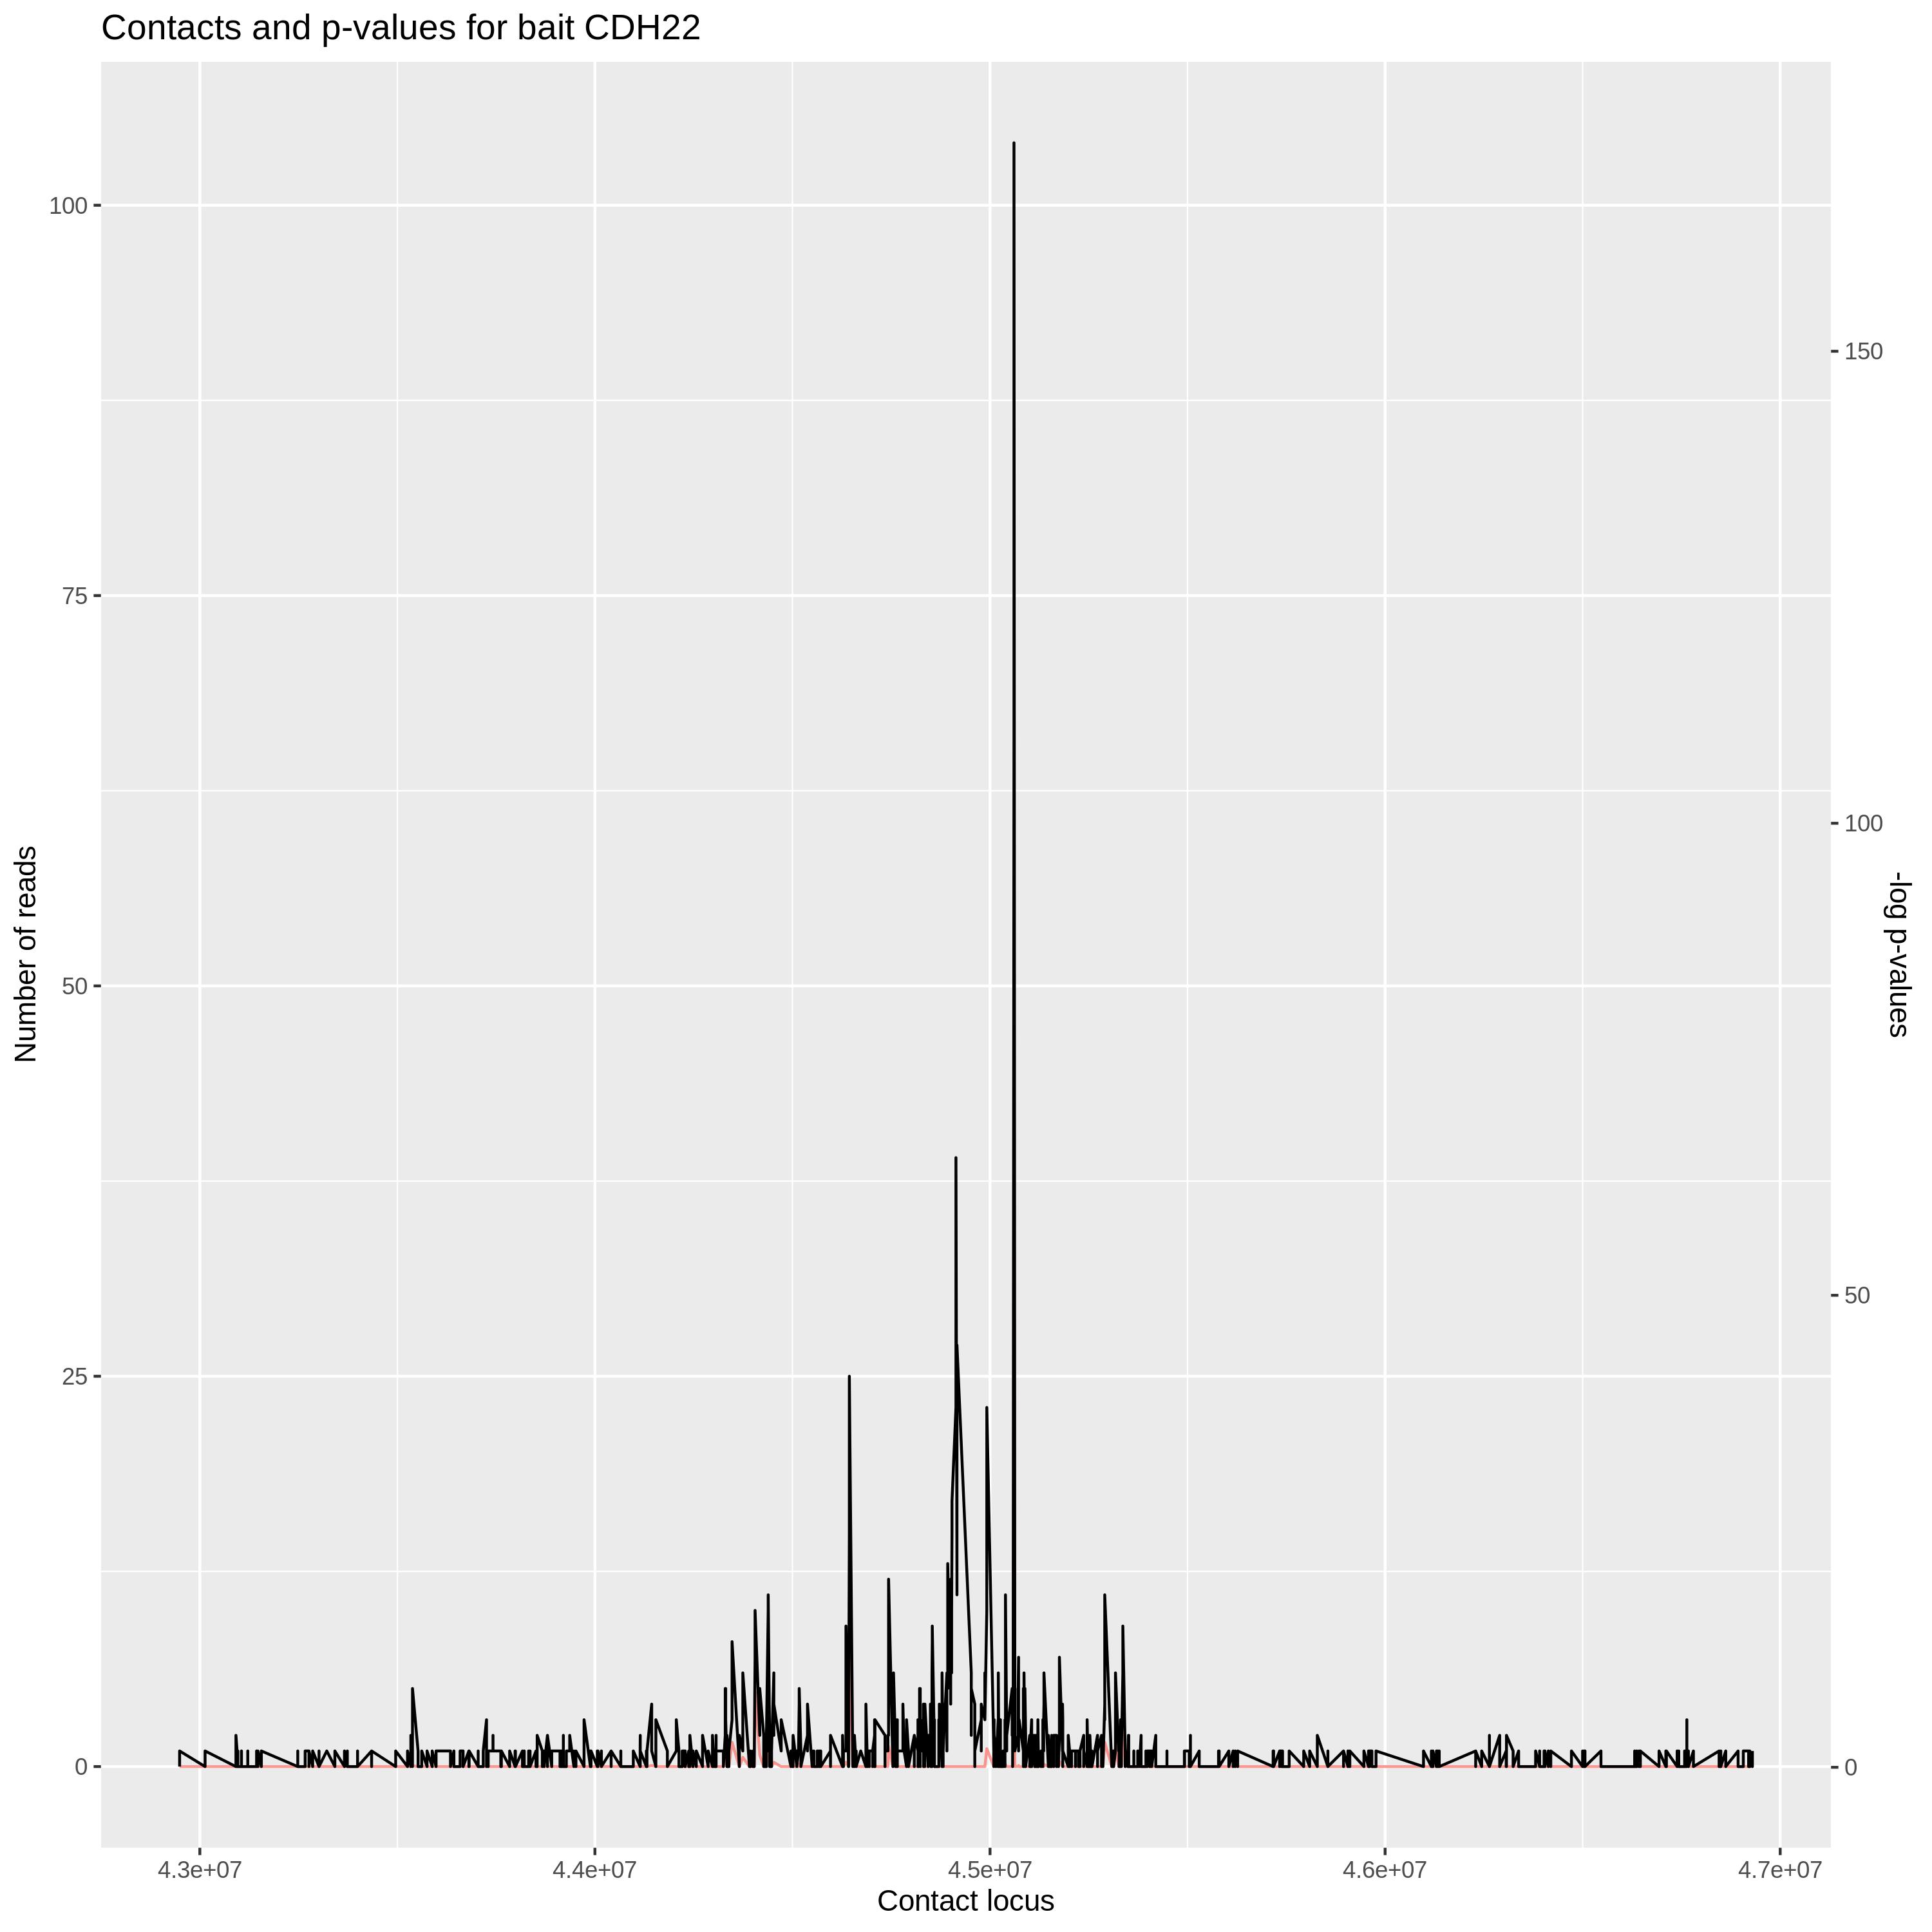 Contacts and p-values for bait CDH22
100
75
50
25
0
Number of reads
150
100
50
0
-log p-values
4.3e+07
4.4e+07
4.5e+07
4.6e+07
4.7e+07
Contact locus